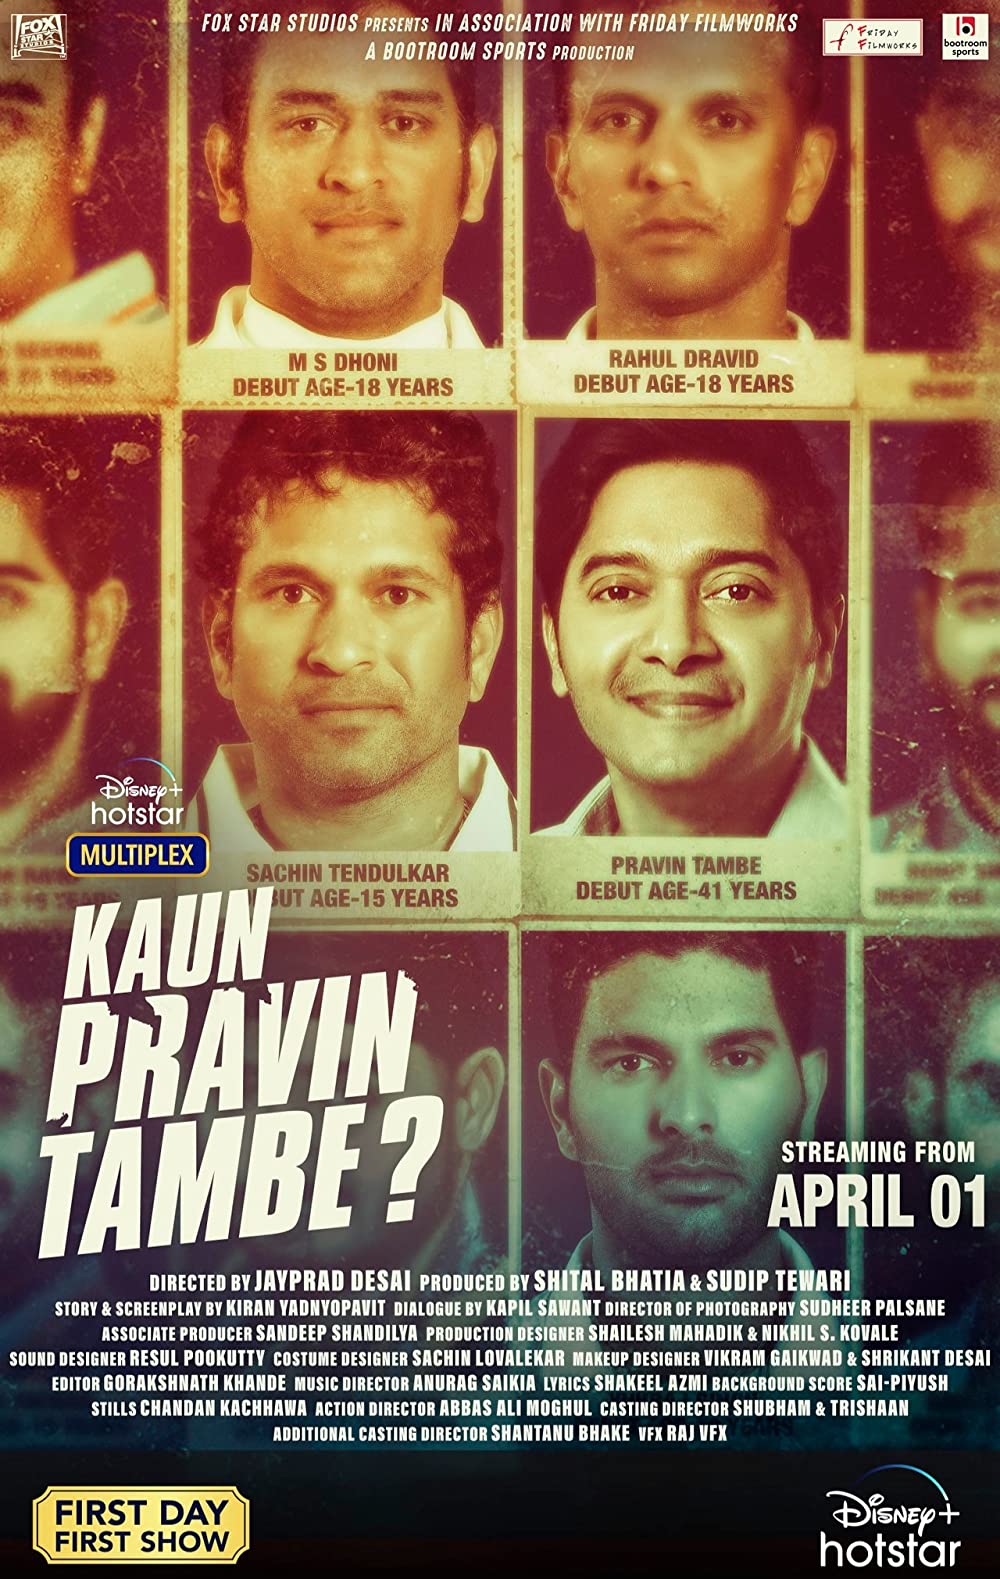 FOX STAR STUDIOS
FOX STAR STUDIOS PRESENTS IN ASSOCIATION WITH FRIDAY FILMWORKS
A BOOTROOM SPORTS PRODUCTION
f FRIDAY FILMWORKS
b bootroom sports
M S DHONI
DEBUT AGE-18 YEARS
RAHUL DRAVID
DEBUT AGE-18 YEARS
Disney+
hotstar
MULTIPLEX
SACHIN TENDULKAR
BUT AGE-15 YEARS
PRAVIN TAMBE
DEBUT AGE-41 YEARS
KAUN
PRAVIN
TAMBE?
STREAMING FROM
APRIL 01
DIRECTED BY JAYPRAD DESAI PRODUCED BY SHITAL BHATIA & SUDIP TEWARI
STORY & SCREENPLAY BY KIRAN YADNYOPAVIT DIALOGUE BY KAPIL SAWANT DIRECTOR OF PHOTOGRAPHY SUDHEER PALSANE
ASSOCIATE PRODUCER SANDEEP SHANDILYA PRODUCTION DESIGNER SHAILESH MAHADIK & NIKHIL S. KOVALE
SOUND DESIGNER RESUL POOKUTTY COSTUME DESIGNER SACHIN LOVALEKAR MAKEUP DESIGNER VIKRAM GAIKWAD & SHRIKANT DESAI
EDITOR GORAKSHNATH KHANDE MUSIC DIRECTOR ANURAG SAIKIA LYRICS SHAKEEL AZMI BACKGROUND SCORE SAI-PIYUSH
STILLS CHANDAN KACHHAWA ACTION DIRECTOR ABBAS ALI MOGHUL CASTING DIRECTOR SHUBHAM & TRISHAAN
ADDITIONAL CASTING DIRECTOR SHANTANU BHAKE VFX RAJ VFX
FIRST DAY
FIRST SHOW
Disney+
hotstar